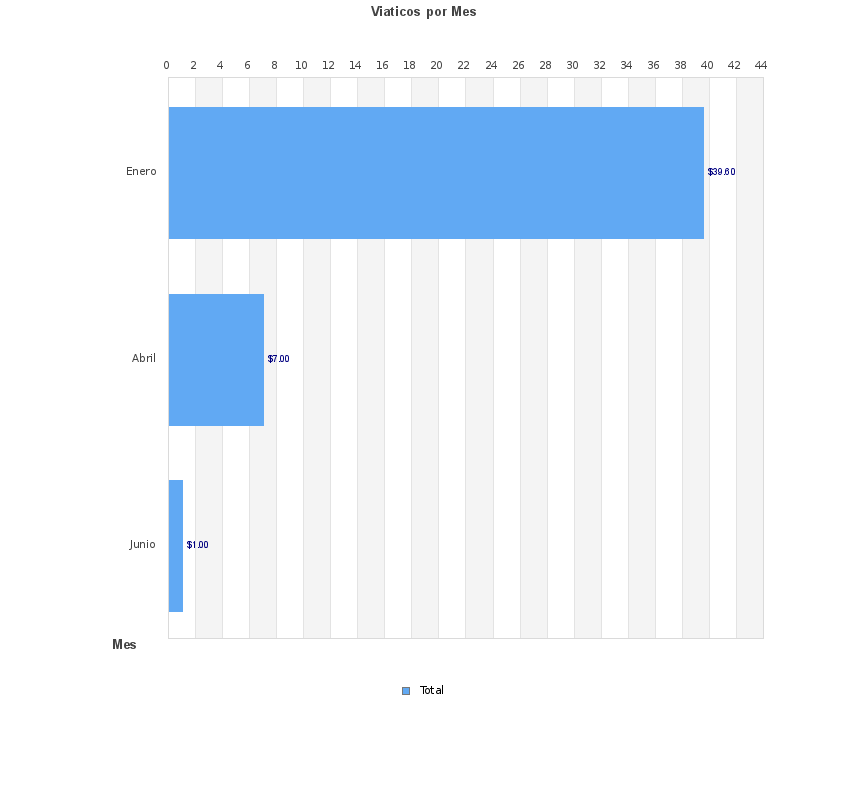 Viaticos por Mes
0 2 4 6 8 10 12 14 16 18 20 22 24 26 28 30 32 34 36 38 40 42 44
Enero $39.60
Abril $7.00
Junio $1.00
Mes
Total